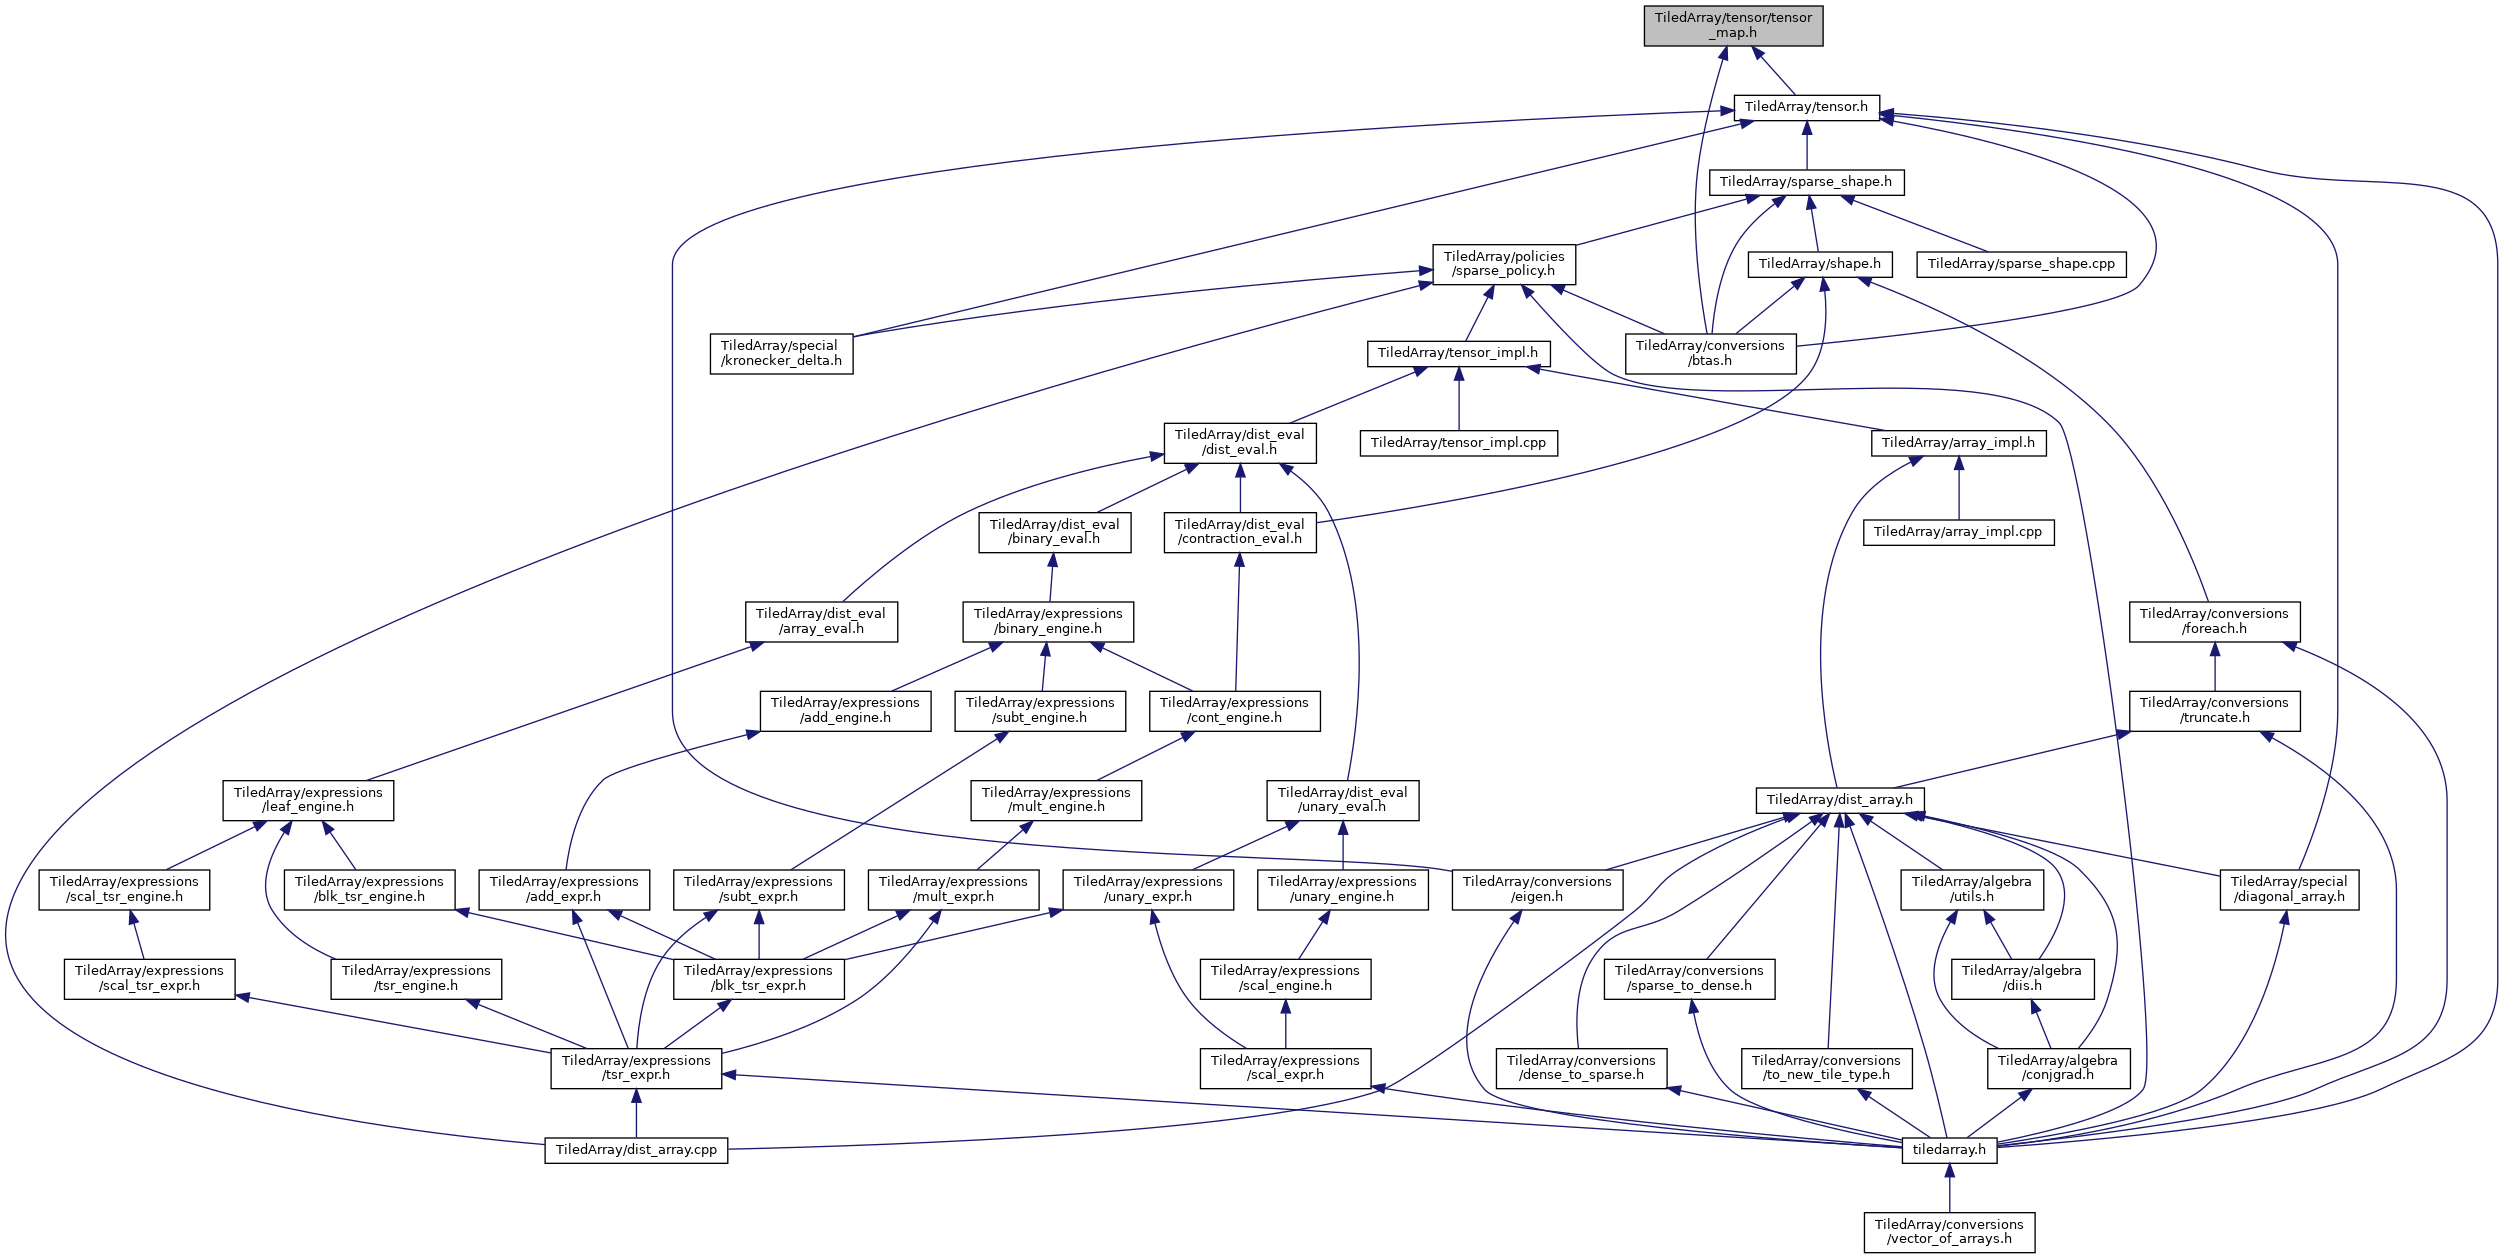 TiledArray/tensor/tensor
_map.h
TiledArray/tensor.h
TiledArray/sparse_shape.h
TiledArray/policies
/sparse_policy.h
TiledArray/shape.h
TiledArray/sparse_shape.cpp
TiledArray/special
/kronecker_delta.h
TiledArray/tensor_impl.h
TiledArray/conversions
/btas.h
TiledArray/dist_eval
/dist_eval.h
TiledArray/tensor_impl.cpp
TiledArray/array_impl.h
TiledArray/dist_eval
/binary_eval.h
TiledArray/dist_eval
/contraction_eval.h
TiledArray/array_impl.cpp
TiledArray/dist_eval
/array_eval.h
TiledArray/expressions
/binary_engine.h
TiledArray/conversions
/foreach.h
TiledArray/expressions
/add_engine.h
TiledArray/expressions
/subt_engine.h
TiledArray/expressions
/cont_engine.h
TiledArray/conversions
/truncate.h
TiledArray/expressions
/leaf_engine.h
TiledArray/expressions
/mult_engine.h
TiledArray/dist_eval
/unary_eval.h
TiledArray/dist_array.h
TiledArray/expressions
/scal_tsr_engine.h
TiledArray/expressions
/blk_tsr_engine.h
TiledArray/expressions
/add_expr.h
TiledArray/expressions
/subt_expr.h
TiledArray/expressions
/mult_expr.h
TiledArray/expressions
/unary_expr.h
TiledArray/expressions
/unary_engine.h
TiledArray/conversions
/eigen.h
TiledArray/algebra
/utils.h
TiledArray/special
/diagonal_array.h
TiledArray/expressions
/scal_tsr_expr.h
TiledArray/expressions
/tsr_engine.h
TiledArray/expressions
/blk_tsr_expr.h
TiledArray/expressions
/scal_engine.h
TiledArray/conversions
/sparse_to_dense.h
TiledArray/algebra
/diis.h
TiledArray/expressions
/tsr_expr.h
TiledArray/expressions
/scal_expr.h
TiledArray/conversions
/dense_to_sparse.h
TiledArray/conversions
/to_new_tile_type.h
TiledArray/algebra
/conjgrad.h
TiledArray/dist_array.cpp
tiledarray.h
TiledArray/conversions
/vector_of_arrays.h